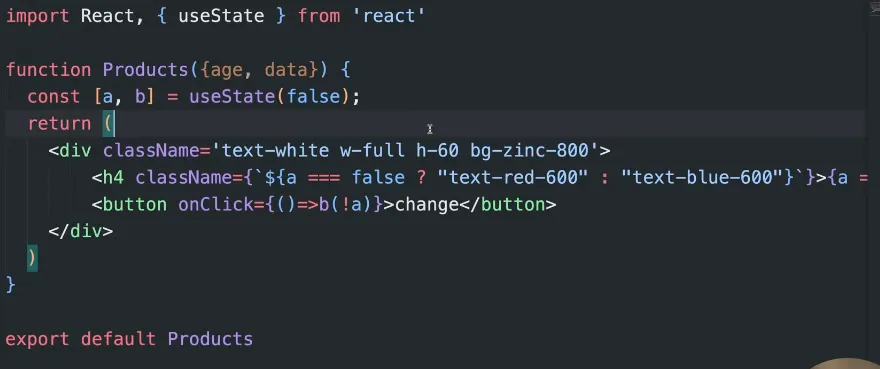 import React, { useState } from 'react'
function Products({age, data}) {
const [a, b] = useState(false);
return (
<div className='text-white w-full h-60 bg-zinc-800'>
<h4 className={`${a === false ? "text-red-600" : "text-blue-600"}`}>{a =
<button onClick={()=>b(!a)}>change</button>
</div>
)
}
export default Products